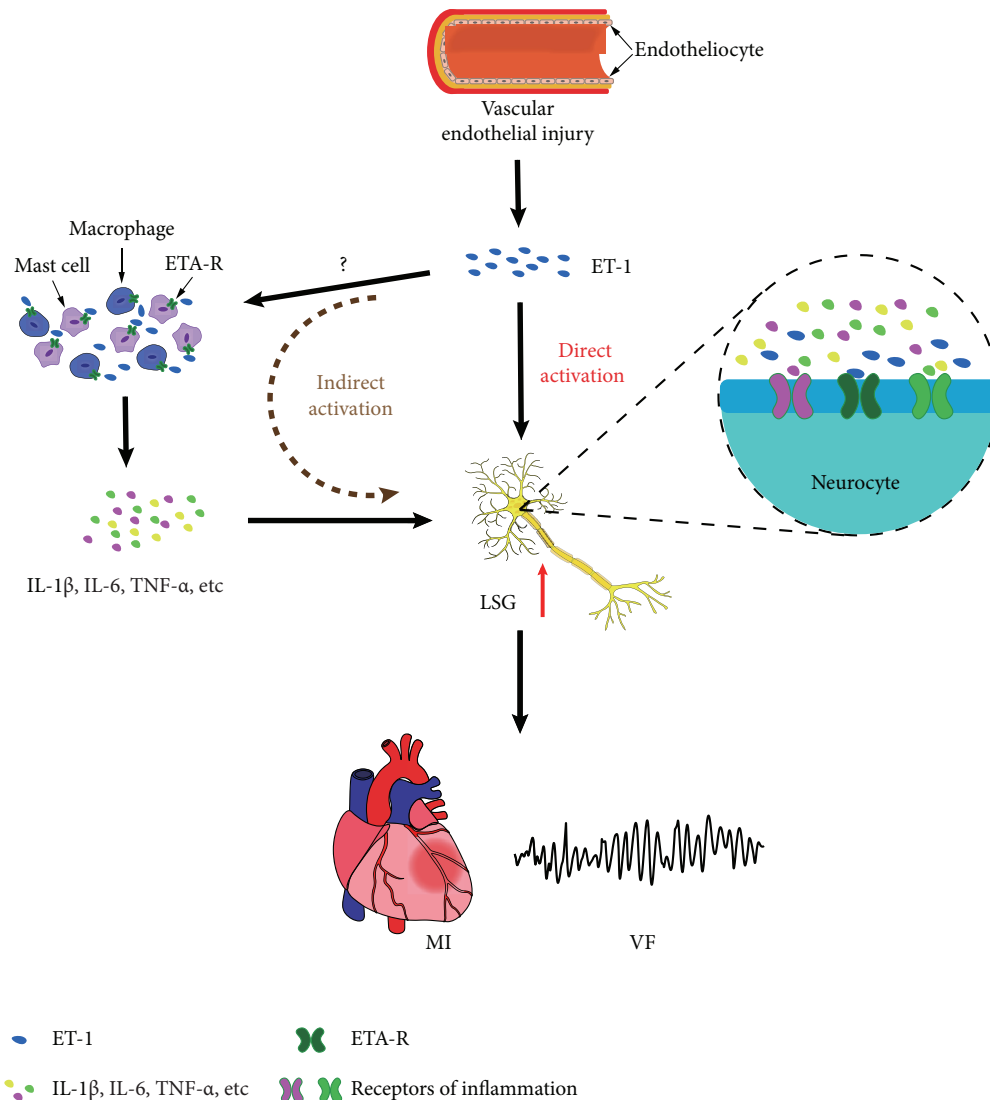 Endotheliocyte
Vascular
endothelial injury
Macrophage
Mast cell
ETA-R
?
ET-1
Direct
activation
Indirect
activation
Neurocyte
IL-1β, IL-6, TNF-α, etc
LSG
MI
VF
ET-1
ETA-R
IL-1β, IL-6, TNF-α, etc
Receptors of inflammation